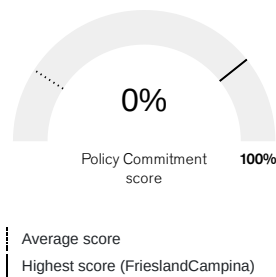 0%
Policy Commitment 100%
score
Average score
Highest score (FrieslandCampina)